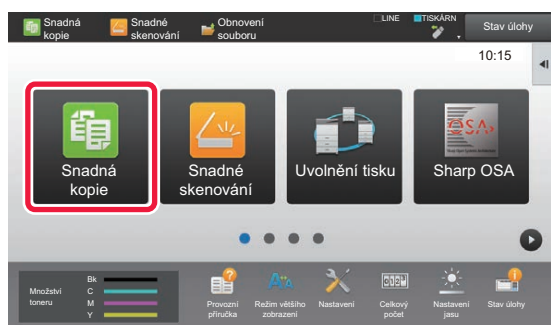 Snadná
kopie
Snadné
skenování
Obnovení
souboru
LINE
TISKÁRN
Stav úlohy
10:15
Snadná
kopie
Snadné
skenování
Uvolnění tisku
OSA
Sharp OSA
Množství
toneru
Bk
C
M
Y
Provozní
příručka
Režim většího
zobrazení
Nastavení
Celkový
počet
Nastavení
jasu
Stav úlohy